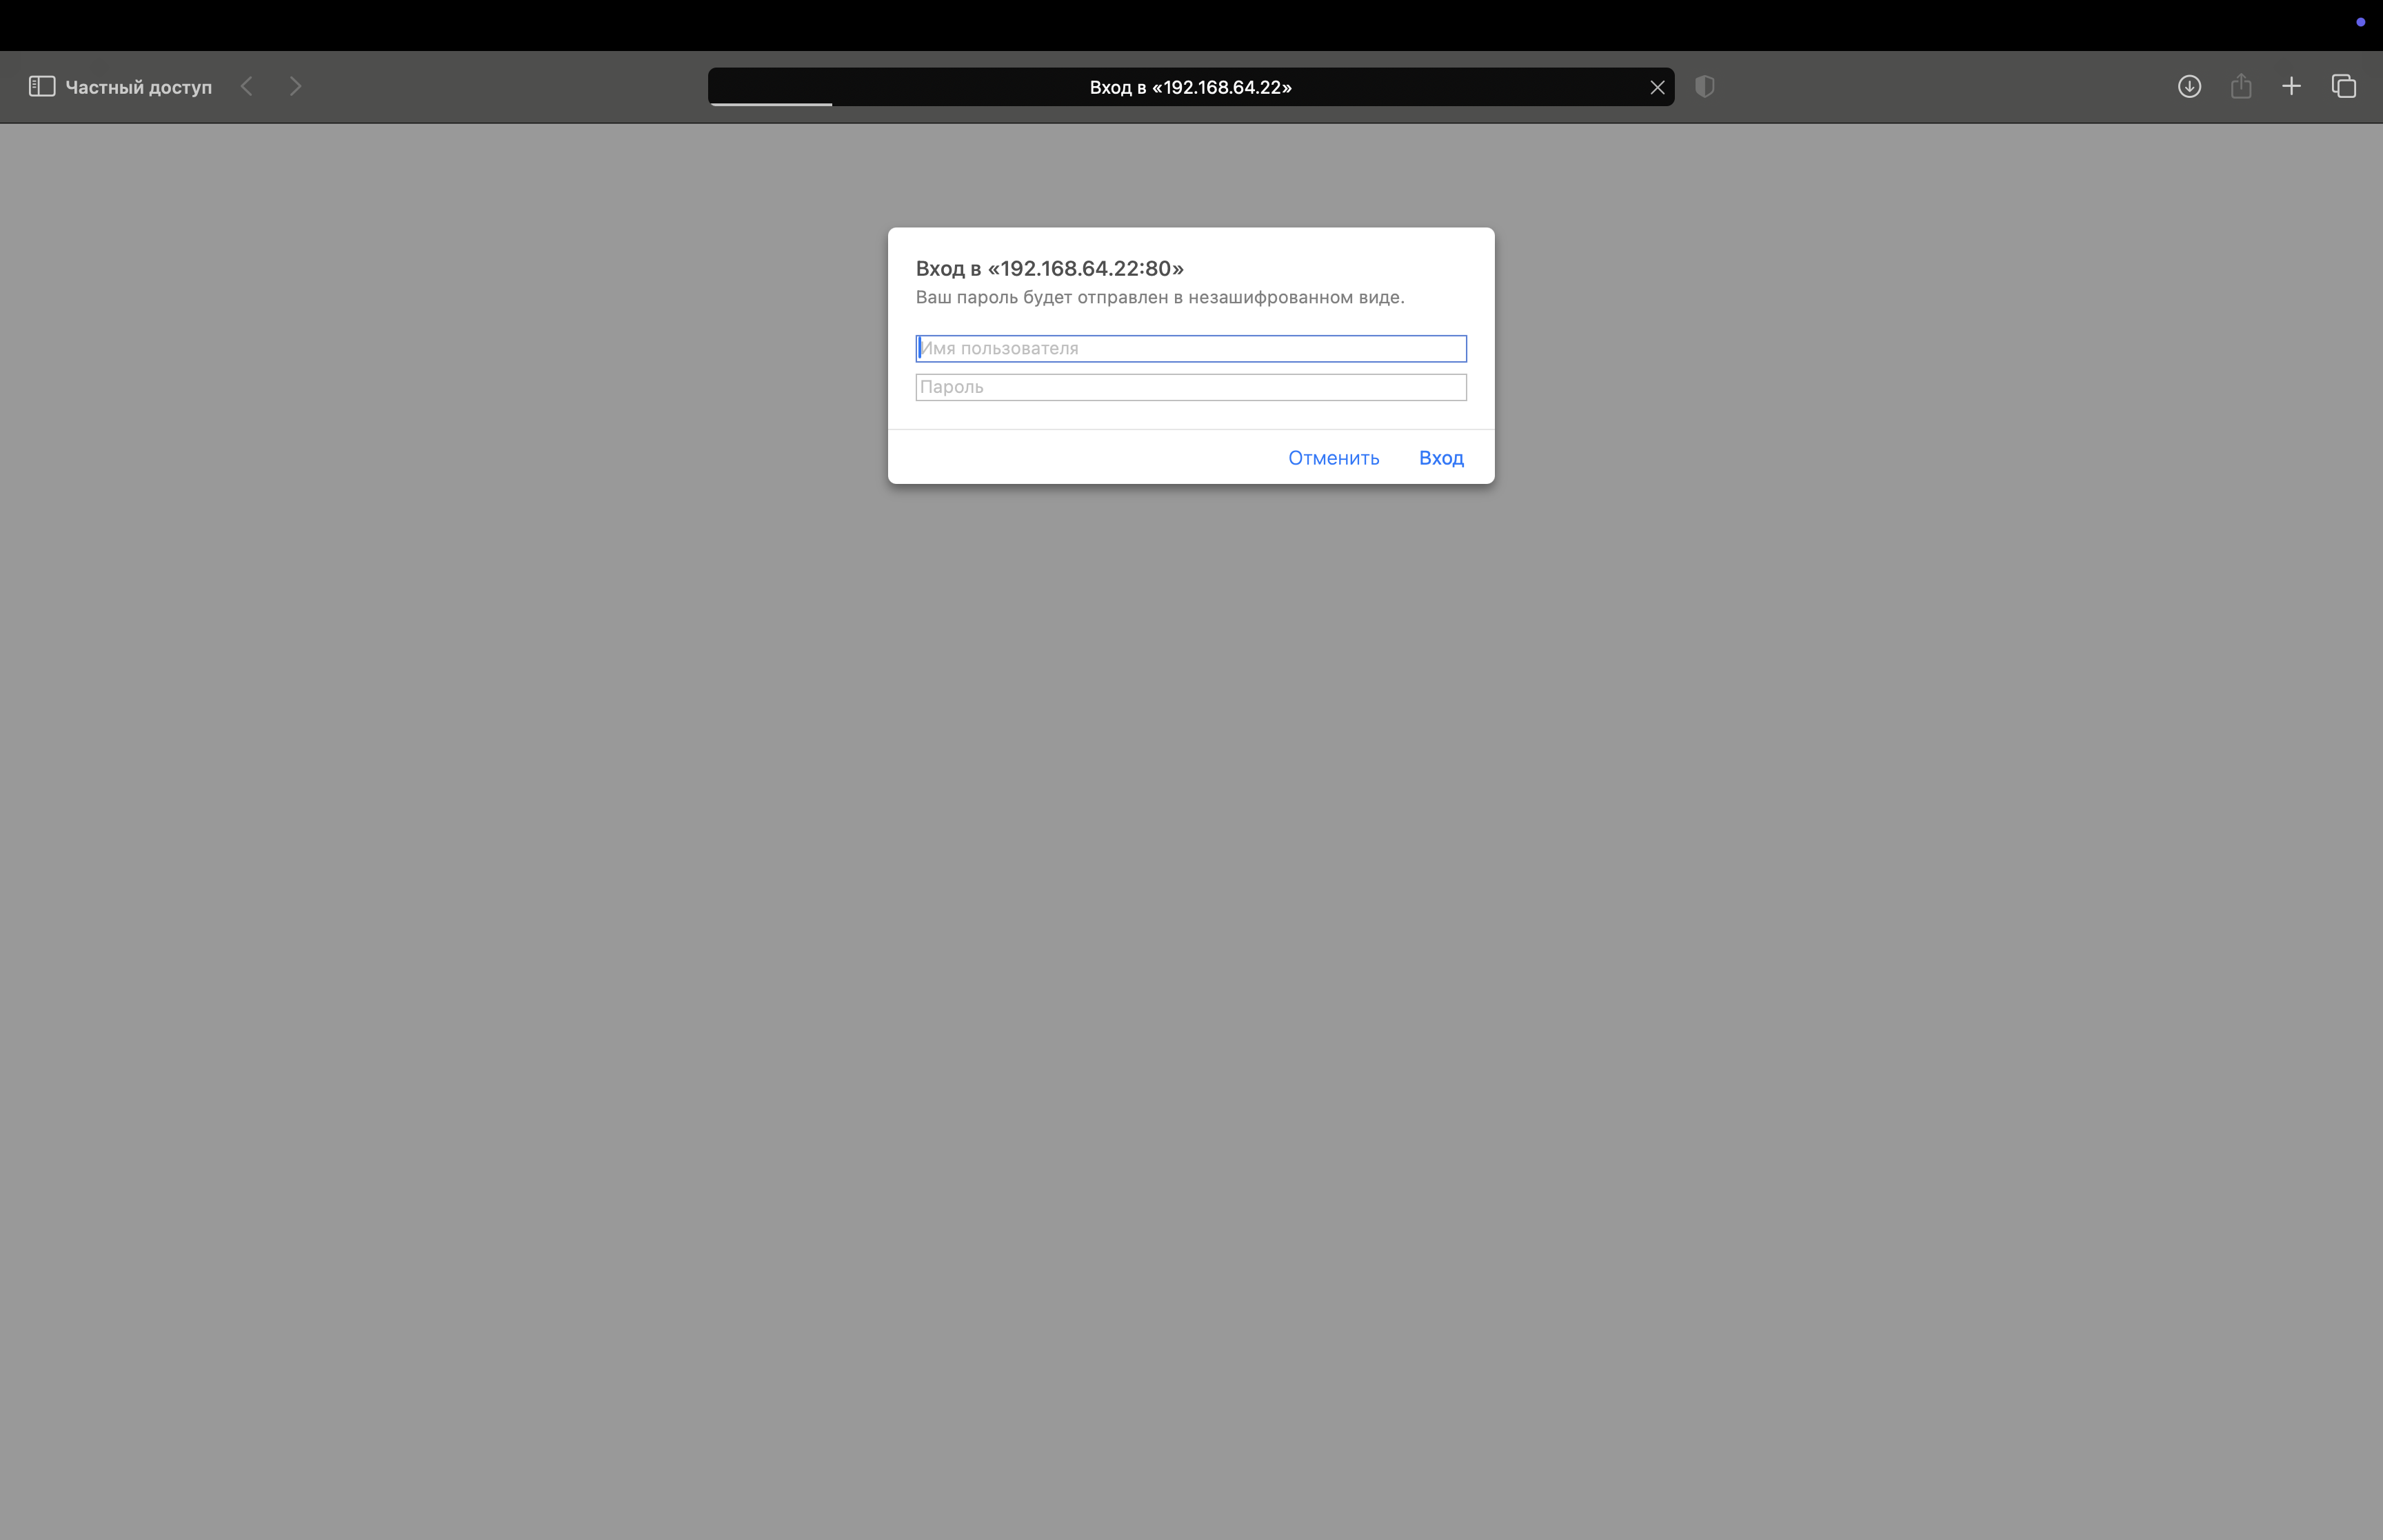 Частный доступ
Вход в «192.168.64.22»
Вход в «192.168.64.22:80»
Ваш пароль будет отправлен в незашифрованном виде.
Имя пользователя
Пароль
Отменить
Вход